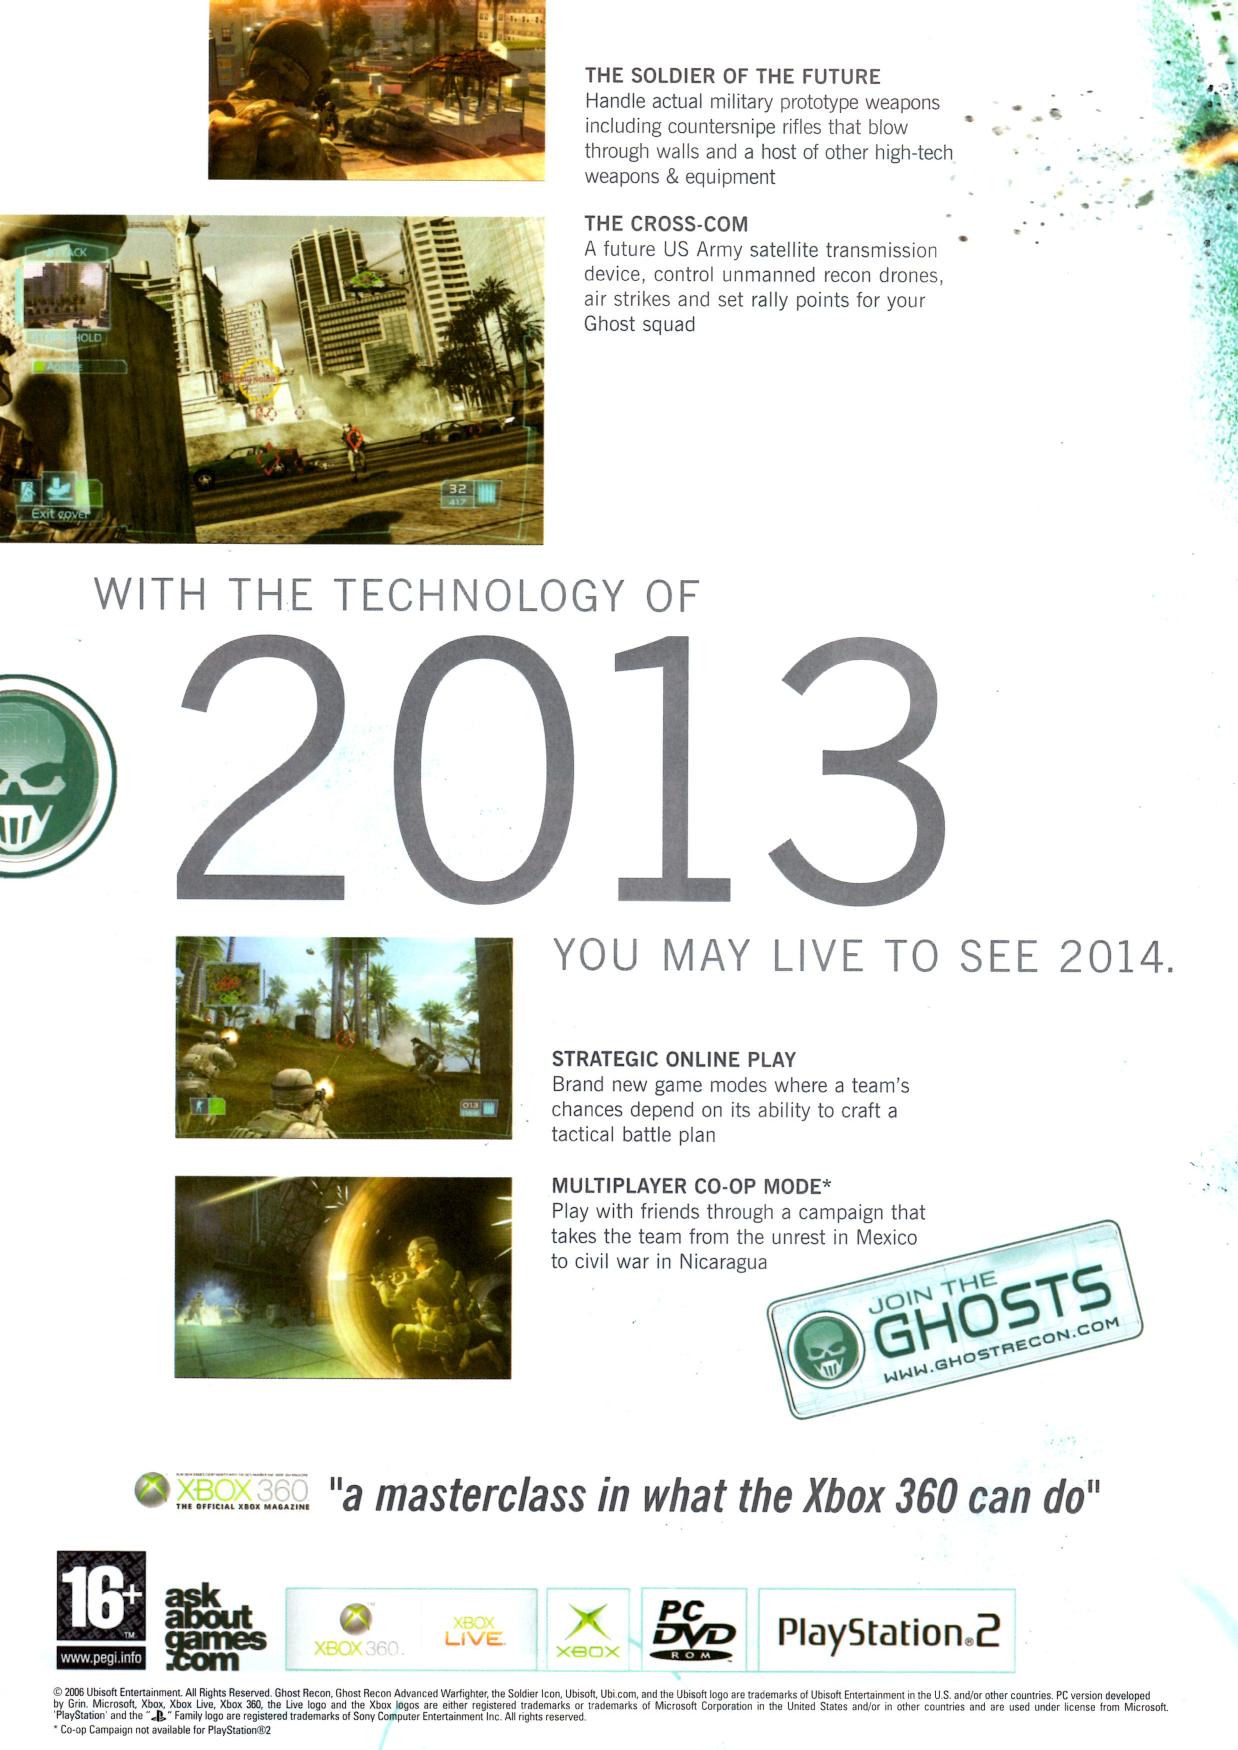 THE SOLDIER OF THE FUTURE
Handle actual military prototype weapons
including countersnipe rifles that blow
through walls and a host of other high-tech
weapons & equipment
THE CROSS-COM
A future US Army satellite transmission
device, control unmanned recon drones,
air strikes and set rally points for your
Ghost squad
HOLD
32
417
Exit cover
WITH THE TECHNOLOGY OF
2013
YOU MAY LIVE TO SEE 2014.
013
STRATEGIC ONLINE PLAY
Brand new game modes where a team's
chances depend on its ability to craft a
tactical battle plan
MULTIPLAYER CO-OP MODE*
Play with friends through a campaign that
takes the team from the unrest in Mexico
to civil war in Nicaragua
JOIN THE
GHOSTS
WWW.GHOSTRECON.COM
XBOX 360
THE OFFICIAL XBOX MAGAZINE
"a masterclass in what the Xbox 360 can do"
16+
TM
www.pegi.info
ask
about
games
.com
XBOX 360
XBOX
LIVE
XBOX
PC
DVD
ROM
PlayStation®2
© 2006 Ubisoft Entertainment. All Rights Reserved. Ghost Recon, Ghost Recon Advanced Warfighter, the Soldier Icon, Ubisoft, Ubi.com, and the Ubisoft logo are trademarks of Ubisoft Entertainment in the U.S. and/or other countries. PC version developed
by Grin. Microsoft, Xbox, Xbox Live, Xbox 360, the Live logo and the Xbox logos are either registered trademarks or trademarks of Microsoft Corporation in the United States and/or in other countries and are used under license from Microsoft.
'PlayStation' and the " " Family logo are registered trademarks of Sony Computer Entertainment Inc. All rights reserved.
* Co-op Campaign not available for PlayStation®2